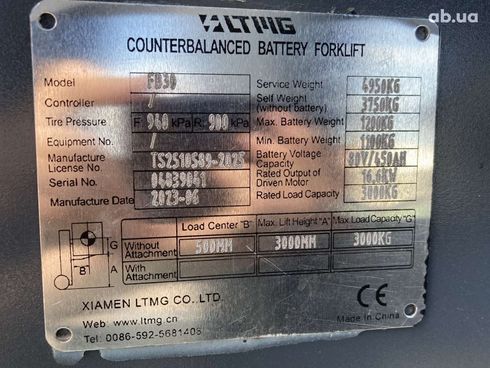 ab.ua
LTMG
COUNTERBALANCED BATTERY FORKLIFT
Model FB30
Controller /
Tire Pressure F: 960 kPa R: 900 kPa
Equipment No. /
Manufacture License No. TS2510589-2025
Serial No.
Manufacture Date 2023-06
Service Weight 4950KG
Self Weight (without battery) 3750KG
Max. Battery Weight 1200KG
Min. Battery Weight 1100KG
Battery Voltage Capacity 80V/450AH
Rated Output of Driven Motor 16.6KW
Rated Load Capacity 3000KG
Load Center "B" Max. Lift Height "A" Max Load Capacity "G"
Without Attachment 500MM 3000MM 3000KG
With Attachment
G
"B"
A
XIAMEN LTMG CO., LTD.
Web: www.ltmg.cn
Tel: 0086-592-5681408
CE
Made in China